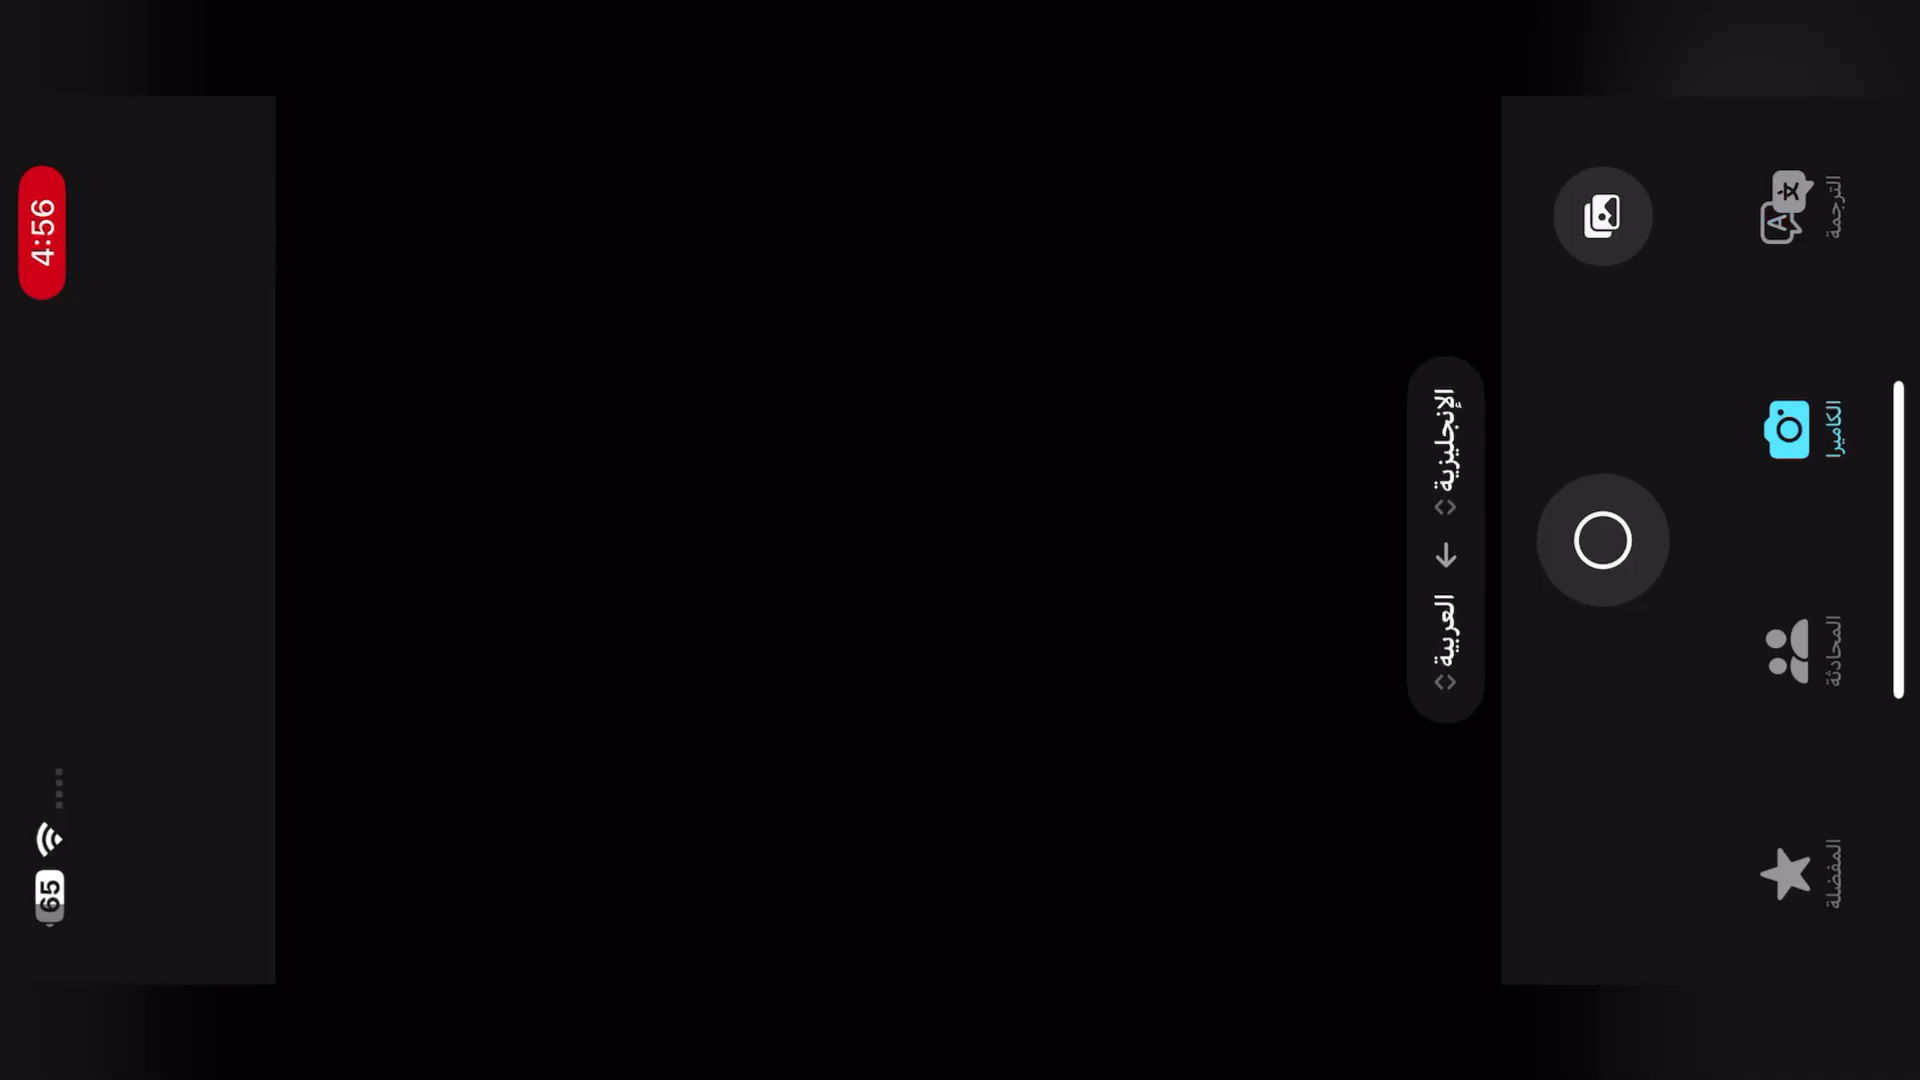 4:56
65
الإنجليزية ← العربية
الترجمة الكاميرا المحادثة المفضلة